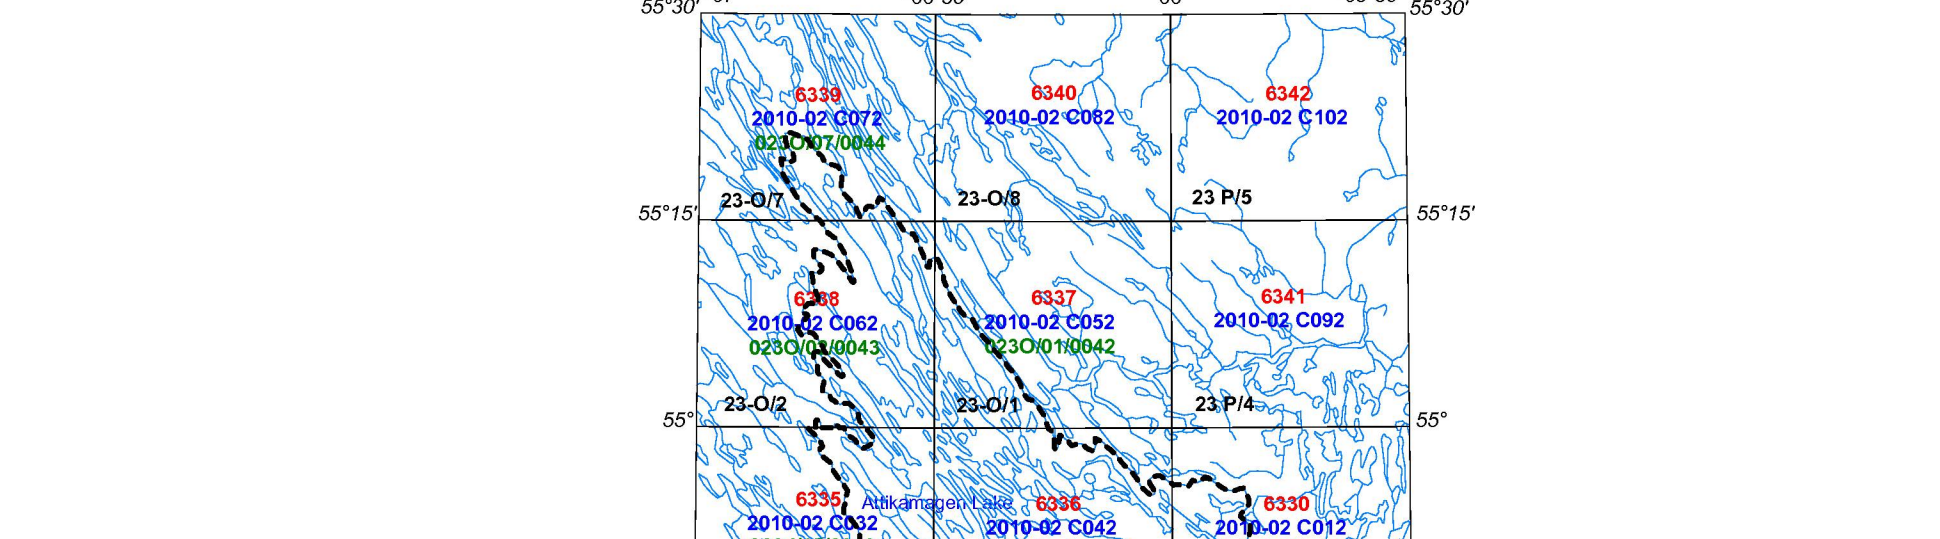 55°30'
55°30'
6339
2010-02 C072
023O/07/0044
6340
2010-02 C082
6342
2010-02 C102
23-O/7
23-O/8
23 P/5
55°15'
55°15'
6338
2010-02 C062
023O/02/0043
6337
2010-02 C052
023O/01/0042
6341
2010-02 C092
23-O/2
23-O/1
23 P/4
55°
55°
6335
2010-02 C032
Attikamagen Lake
6336
2010-02 C042
6330
2010-02 C012